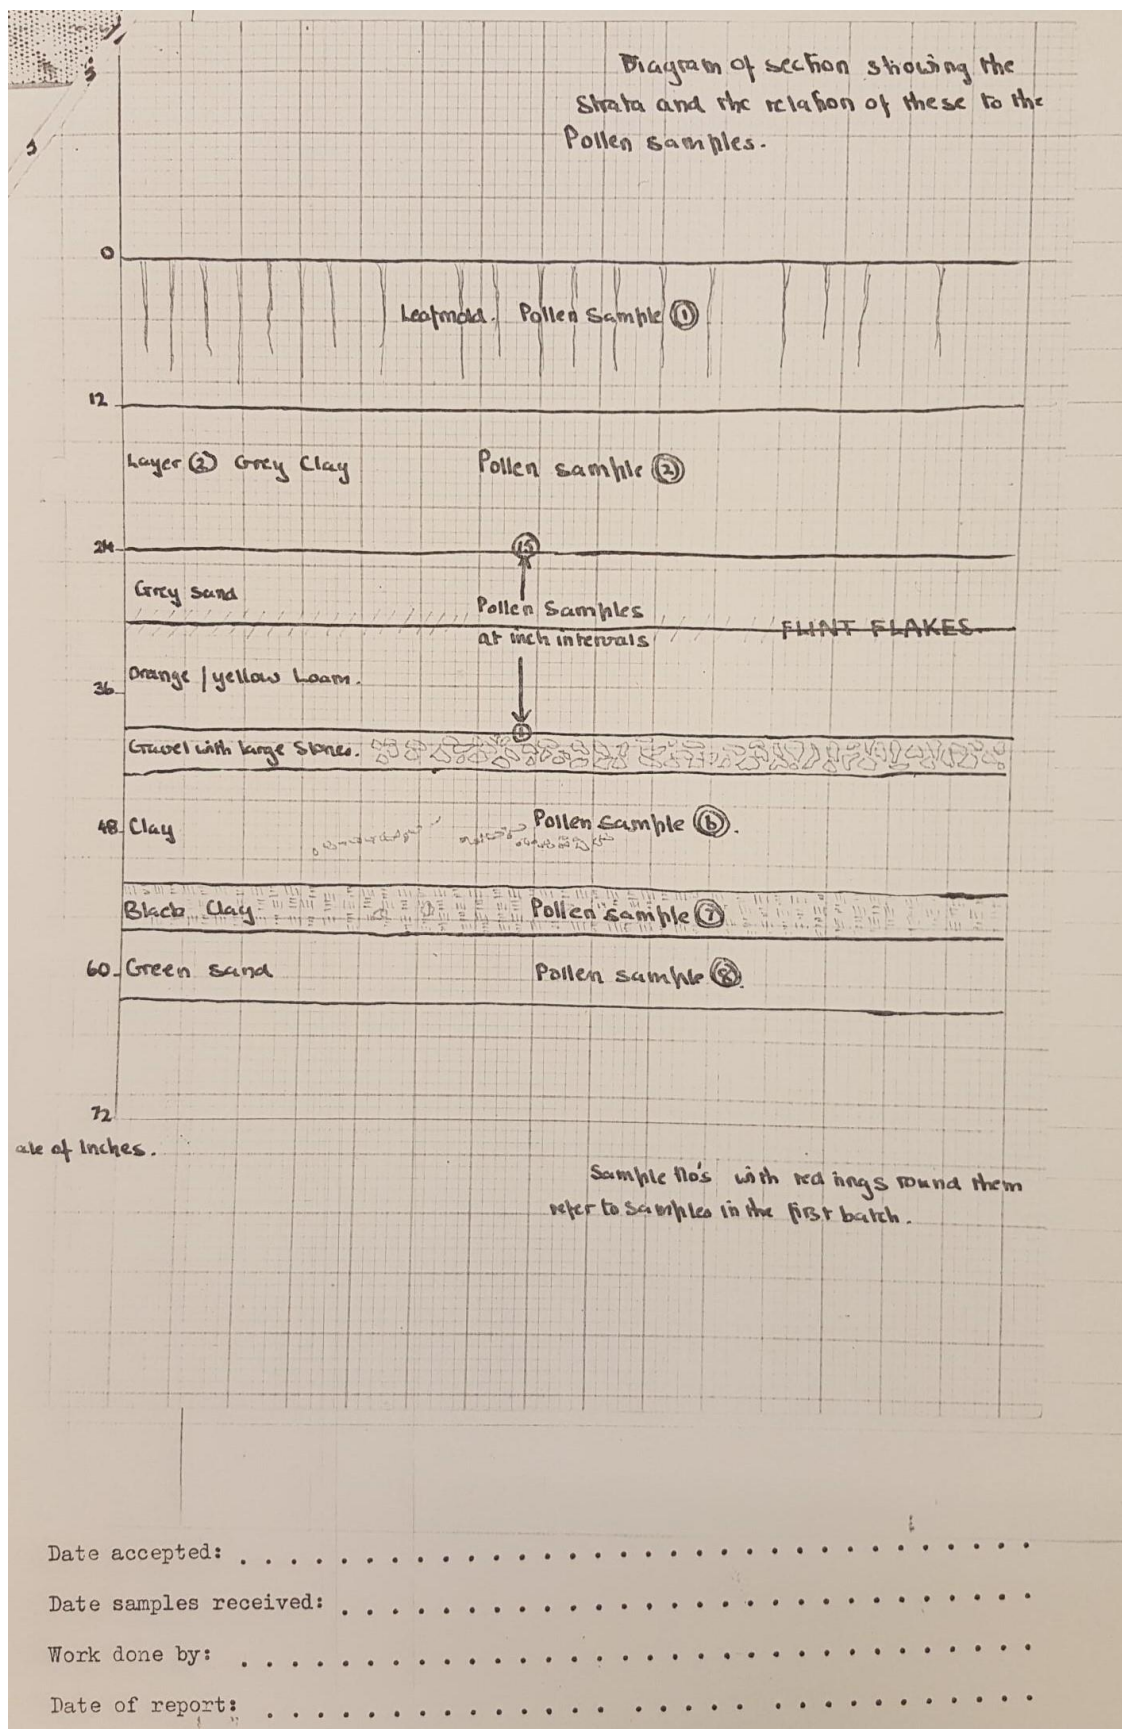 Diagram of section showing the
Strata and the relation of these to the
Pollen samples.
0
Leafmold. Pollen Sample 1
12
Layer 2 Grey Clay Pollen sample 2
24
15
Grey sand
Pollen Samples
FLINT FLAKES.
at inch intervals
Orange / yellow Loam.
36
1
Gravel with large Stones.
48 Clay Pollen sample 6.
Black Clay Pollen sample 7
60 Green sand Pollen sample 8.
72
ale of Inches.
Sample No's with red rings round them
refer to samples in the first batch.
Date accepted:
Date samples received:
Work done by:
Date of report: